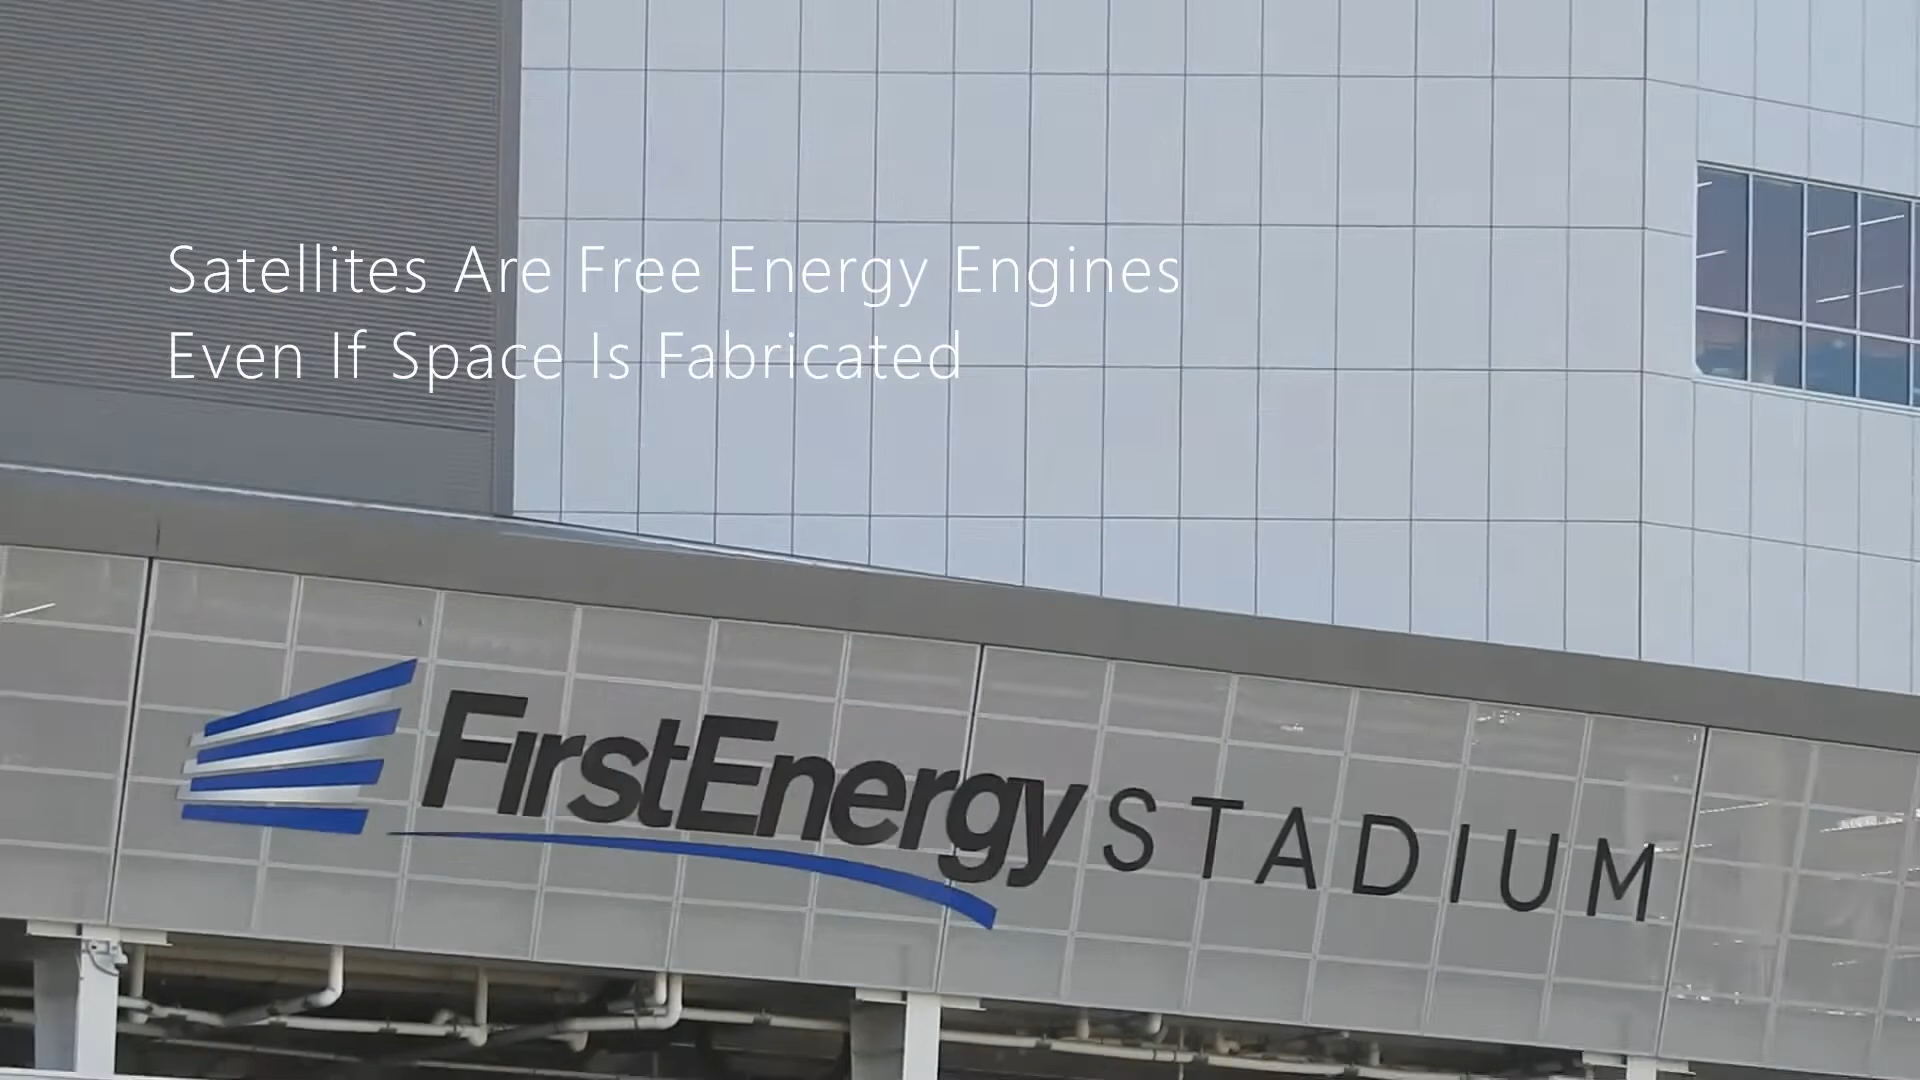 Satellites Are Free Energy Engines
Even If Space Is Fabricated
FirstEnergy STADIUM